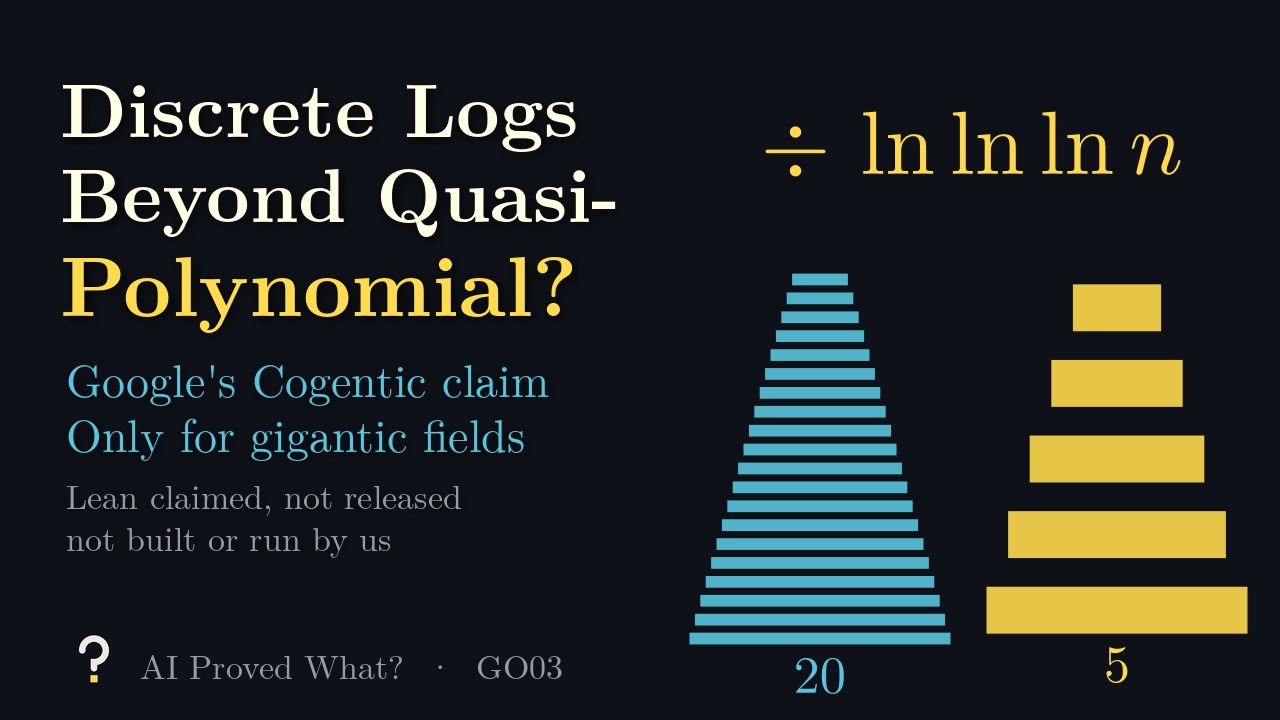 Discrete Logs
Beyond Quasi-
Polynomial?
Google's Cogentic claim
Only for gigantic fields
Lean claimed, not released
not built or run by us
? AI Proved What? · GO03
÷ ln ln ln n
20
5